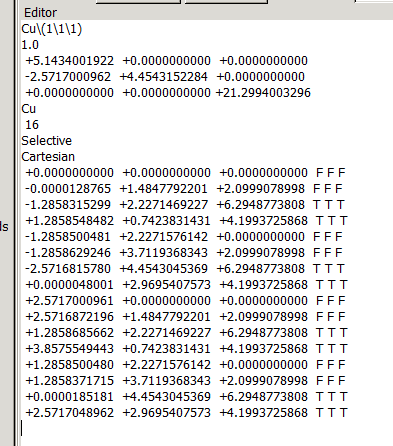 Editor
Cu\(1\1\1)
1.0
+5.1434001922 +0.0000000000 +0.0000000000
-2.5717000962 +4.4543152284 +0.0000000000
+0.0000000000 +0.0000000000 +21.2994003296
Cu
16
Selective
Cartesian
+0.0000000000 +0.0000000000 +0.0000000000 F F F
-0.0000128765 +1.4847792201 +2.0999078998 F F F
-1.2858315299 +2.2271469227 +6.2948773808 T T T
+1.2858548482 +0.7423831431 +4.1993725868 T T T
-1.2858500481 +2.2271576142 +0.0000000000 F F F
-1.2858629246 +3.7119368343 +2.0999078998 F F F
-2.5716815780 +4.4543045369 +6.2948773808 T T T
+0.0000048001 +2.9695407573 +4.1993725868 T T T
+2.5717000961 +0.0000000000 +0.0000000000 F F F
+2.5716872196 +1.4847792201 +2.0999078998 F F F
+1.2858685662 +2.2271469227 +6.2948773808 T T T
+3.8575549443 +0.7423831431 +4.1993725868 T T T
+1.2858500480 +2.2271576142 +0.0000000000 F F F
+1.2858371715 +3.7119368343 +2.0999078998 F F F
+0.0000185181 +4.4543045369 +6.2948773808 T T T
+2.5717048962 +2.9695407573 +4.1993725868 T T T